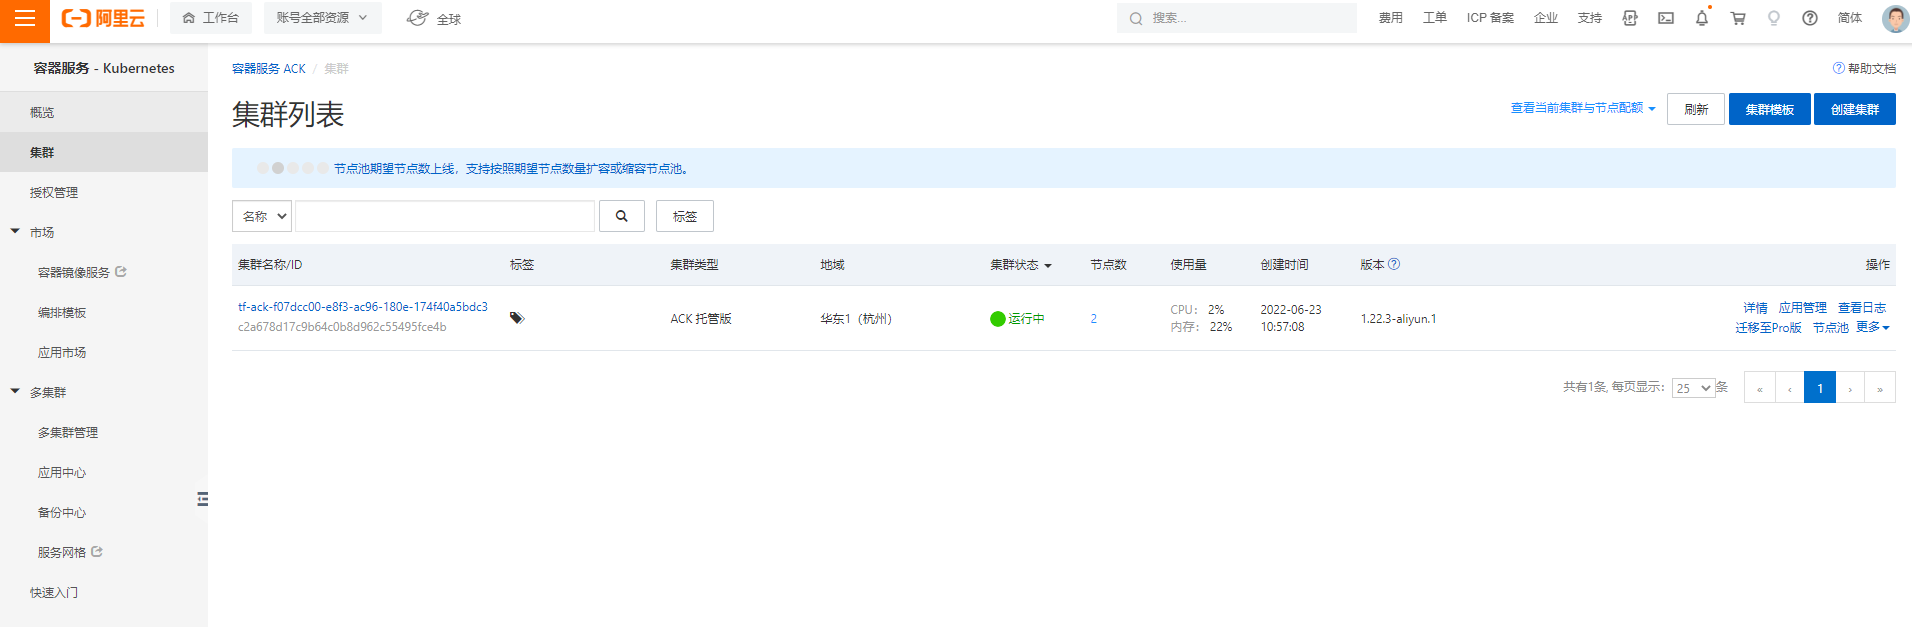 阿里云 工作台 账号全部资源 全球 搜索... 费用 工单 ICP 备案 企业 支持 简体
容器服务 - Kubernetes
概览
集群
授权管理
市场
容器镜像服务
编排模板
应用市场
多集群
多集群管理
应用中心
备份中心
服务网格
快速入门
容器服务 ACK / 集群
帮助文档
集群列表
查看当前集群与节点配额 刷新 集群模板 创建集群
节点池期望节点数上线，支持按照期望节点数量扩容或缩容节点池。
名称 标签
集群名称/ID 标签 集群类型 地域 集群状态 节点数 使用量 创建时间 版本 操作
tf-ack-f07dcc00-e8f3-ac96-180e-174f40a5bdc3
c2a678d17c9b64c0b8d962c55495fce4b
ACK 托管版 华东1（杭州） 运行中 2
CPU： 2%
内存： 22%
2022-06-23
10:57:08
1.22.3-aliyun.1
详情 应用管理 查看日志
迁移至Pro版 节点池 更多
共有1条, 每页显示： 25 条 « ‹ 1 › »